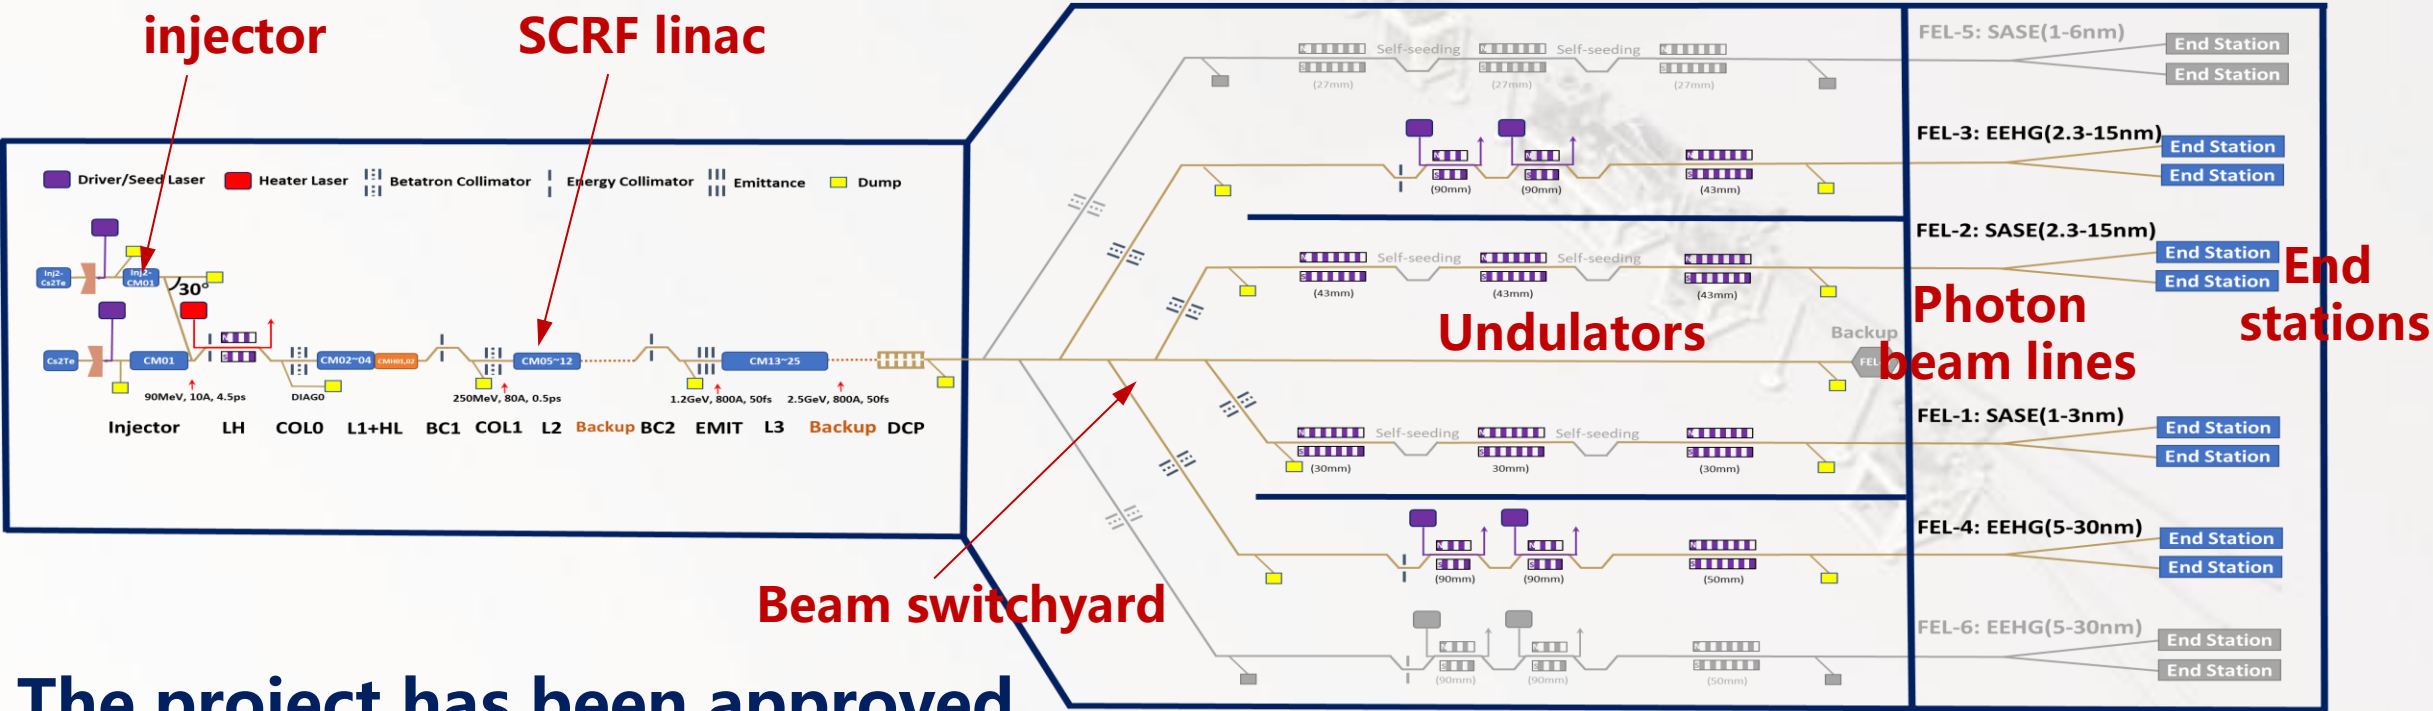 injector
SCRF linac
Driver/Seed Laser
Heater Laser
Betatron Collimator
Energy Collimator
Emittance
Dump
Inj2-
Cs2Te
Inj2-
CM01
30°
Cs2Te
CM01
CM02~04
CMH01,02
CM05~12
CM13~25
90MeV, 10A, 4.5ps
DIAG0
250MeV, 80A, 0.5ps
1.2GeV, 800A, 50fs
2.5GeV, 800A, 50fs
Injector
LH
COL0
L1+HL
BC1
COL1
L2
Backup
BC2
EMIT
L3
Backup
DCP
Beam switchyard
The project has been approved
Self-seeding
Self-seeding
(27mm)
(27mm)
(27mm)
FEL-5: SASE(1-6nm)
End Station
End Station
(90mm)
(90mm)
(43mm)
FEL-3: EEHG(2.3-15nm)
End Station
End Station
Self-seeding
Self-seeding
(43mm)
(43mm)
(43mm)
FEL-2: SASE(2.3-15nm)
End Station
End Station
End
stations
Undulators
Backup
FEL-
Photon
beam lines
Self-seeding
Self-seeding
(30mm)
30mm)
(30mm)
FEL-1: SASE(1-3nm)
End Station
End Station
(90mm)
(90mm)
(50mm)
FEL-4: EEHG(5-30nm)
End Station
End Station
(90mm)
(90mm)
(50mm)
FEL-6: EEHG(5-30nm)
End Station
End Station